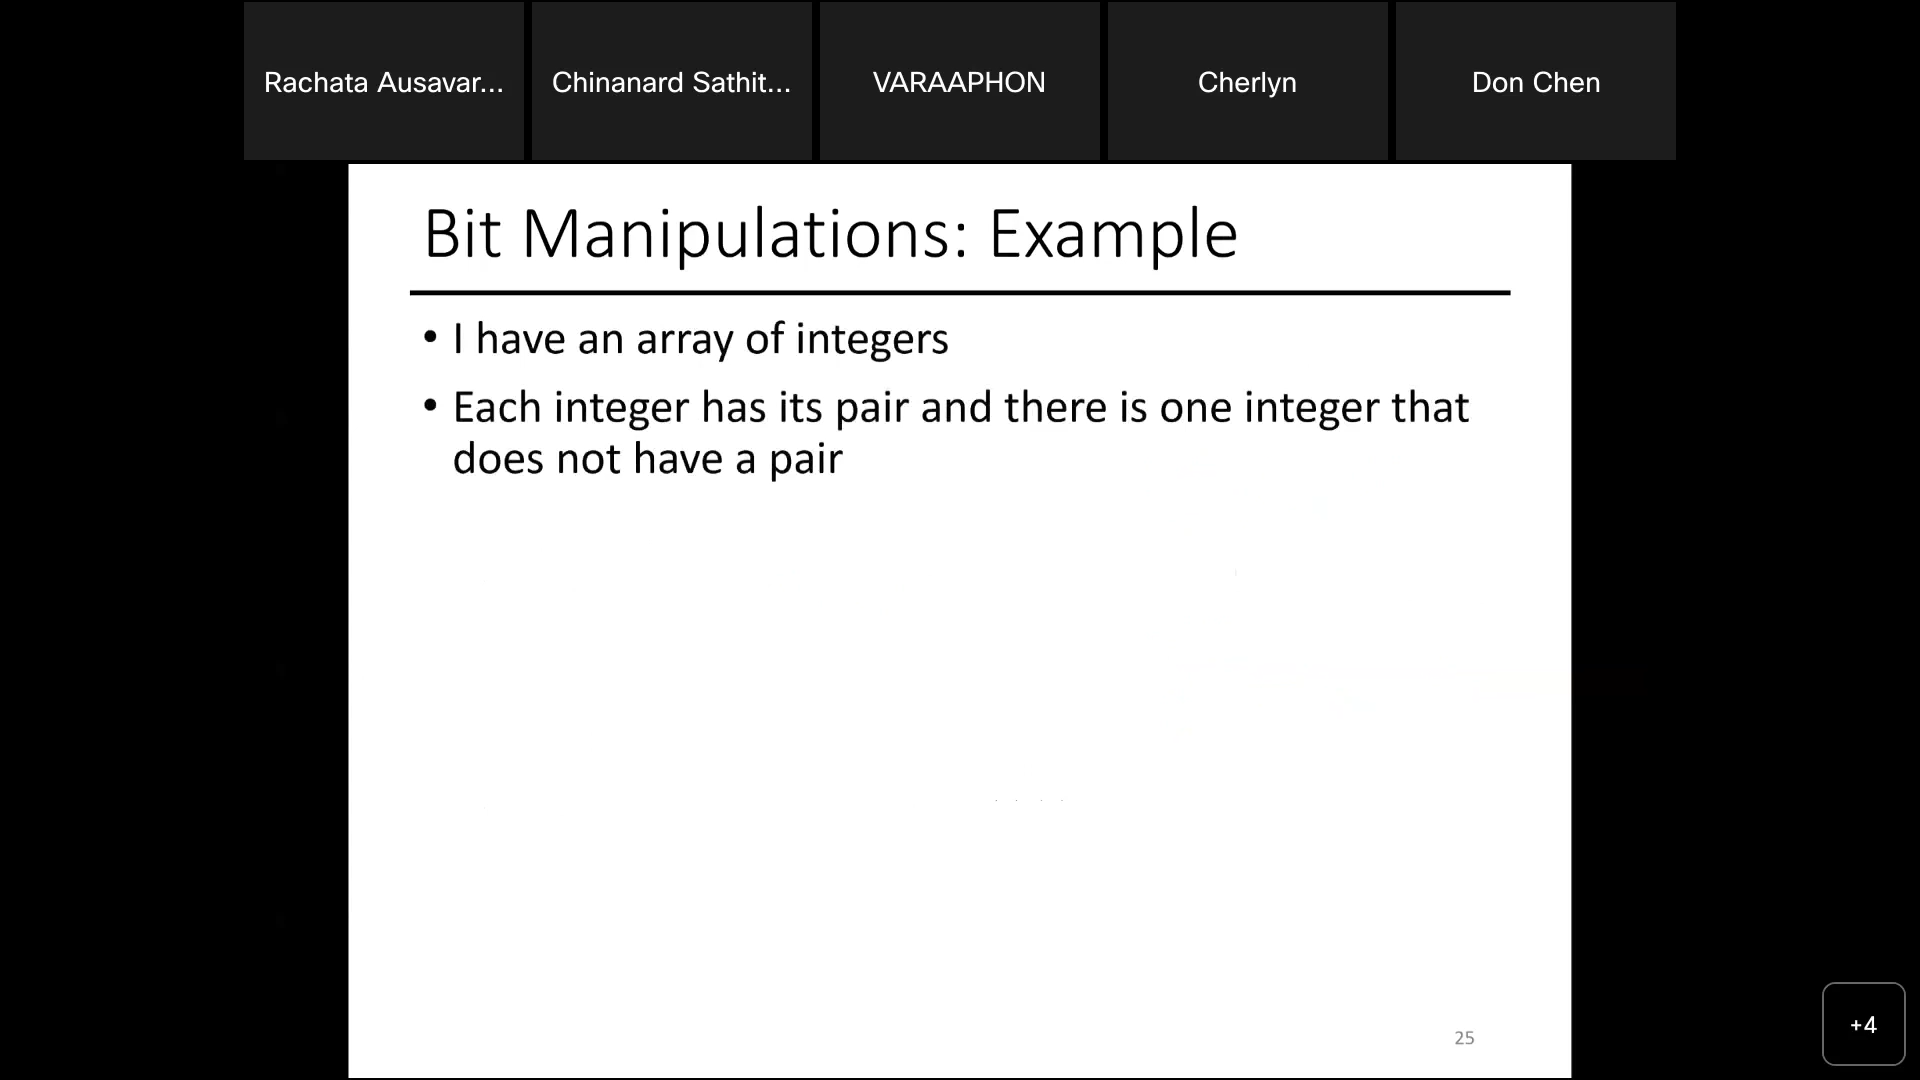 Rachata Ausavar...
Chinanard Sathit...
VARAAPHON
Cherlyn
Don Chen
Bit Manipulations: Example
• I have an array of integers
• Each integer has its pair and there is one integer that
does not have a pair
25
+4